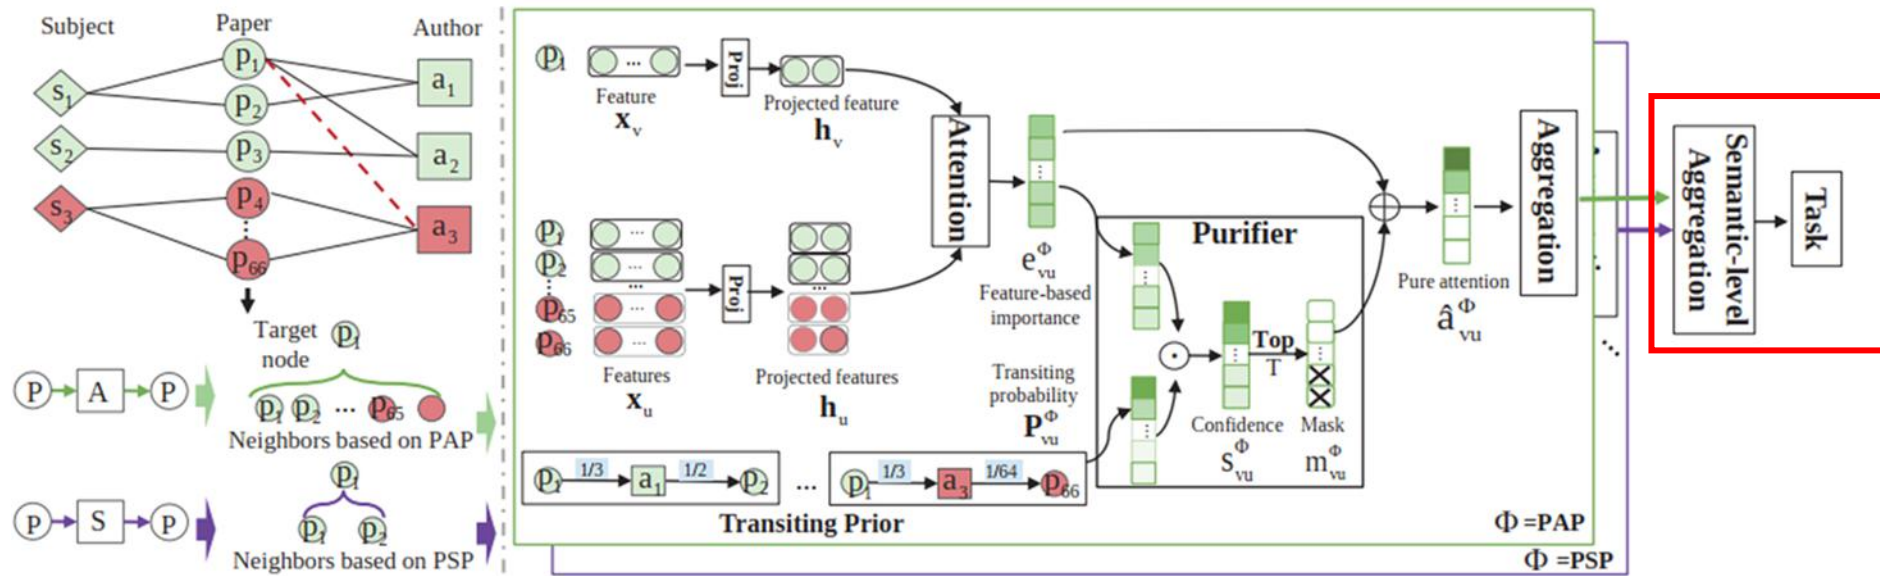 Subject
Paper
Author
s1
s2
s3
p1
p2
p3
p4
p66
a1
a2
a3
Target
node
p1
P A P
p1 p2 ... p65
Neighbors based on PAP
p1
P S P
p1 p2
Neighbors based on PSP
p1
...
Feature
xv
Proj
Projected feature
hv
p1
p2
p65
p66
...
...
...
...
...
Features
xu
Proj
...
Projected features
hu
Attention
e^Φ_vu
Feature-based
importance
Transiting
probability
P^Φ_vu
Purifier
Top
T
Confidence
s^Φ_vu
Mask
m^Φ_vu
Pure attention
â^Φ_vu
Aggregation
Semantic-level
Aggregation
Task
p1 1/3 a1 1/2 p2
...
p1 1/3 a3 1/64 p66
Transiting Prior
Φ =PAP
Φ =PSP